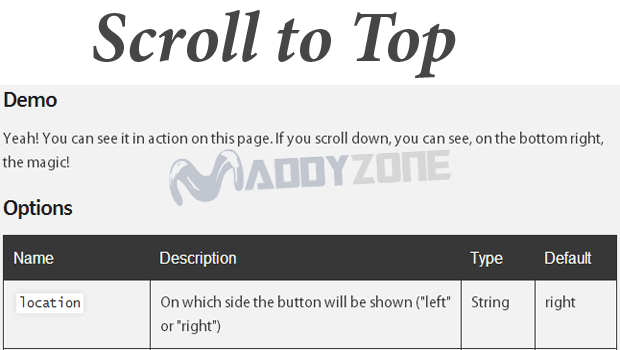 Scroll to Top
Demo
Yeah! You can see it in action on this page. If you scroll down, you can see, on the bottom right,
the magic!
MADDYZONE
Options
Name Description Type Default
location On which side the button will be shown ("left" String right
or "right")